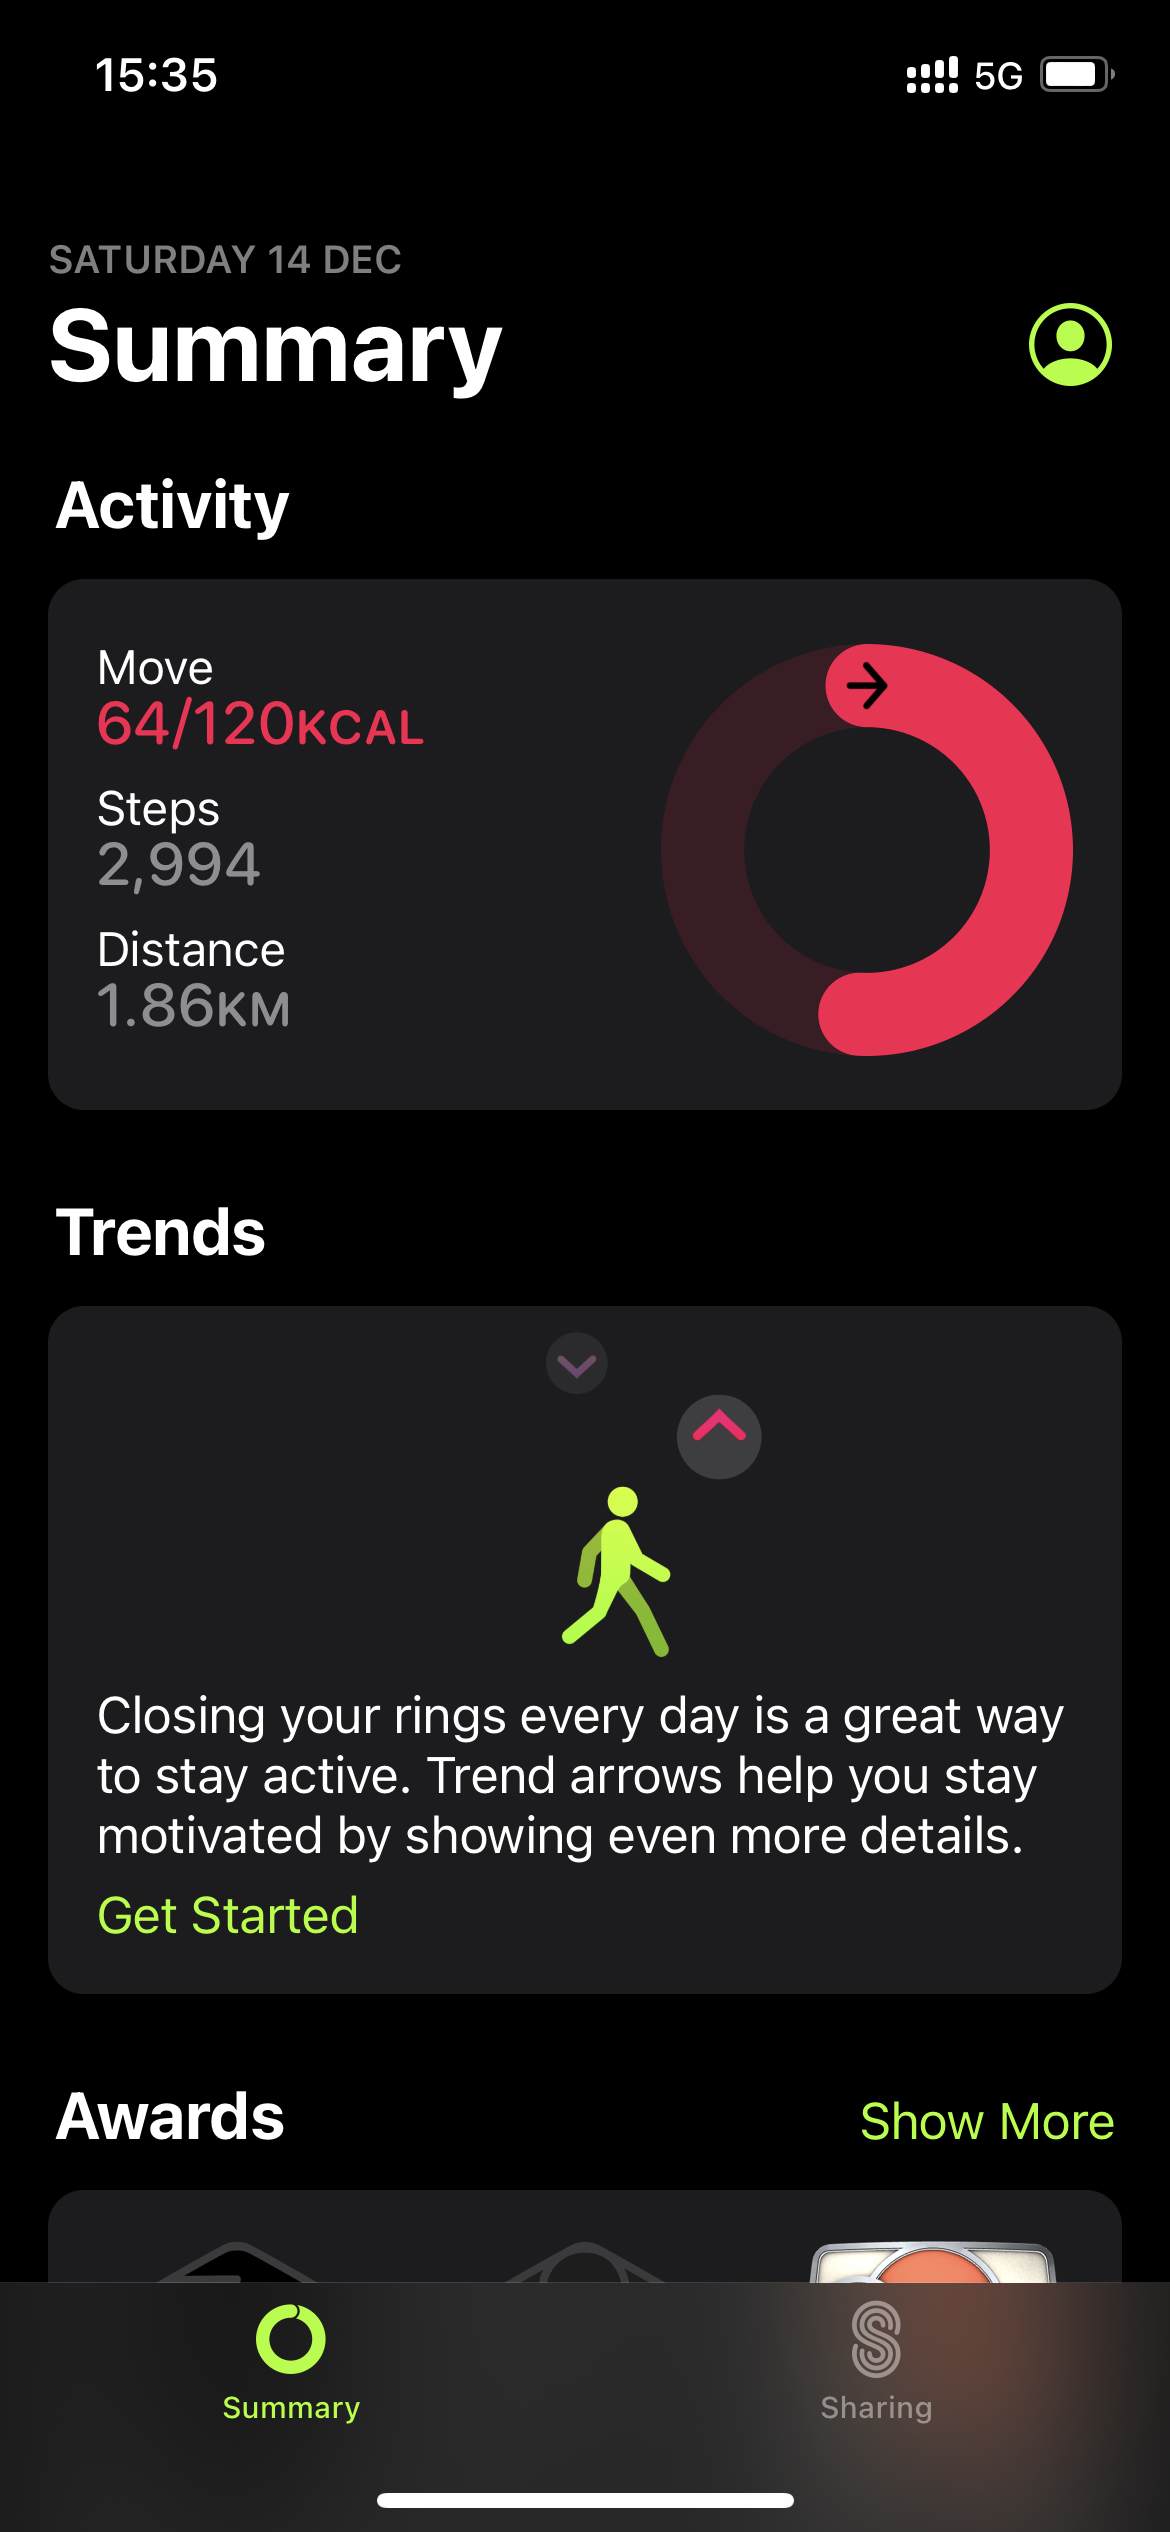 15:35
5G
SATURDAY 14 DEC
Summary
Activity
Move
64/120KCAL
Steps
2,994
Distance
1.86KM
Trends
Closing your rings every day is a great way
to stay active. Trend arrows help you stay
motivated by showing even more details.
Get Started
Awards
Show More
Summary
Sharing